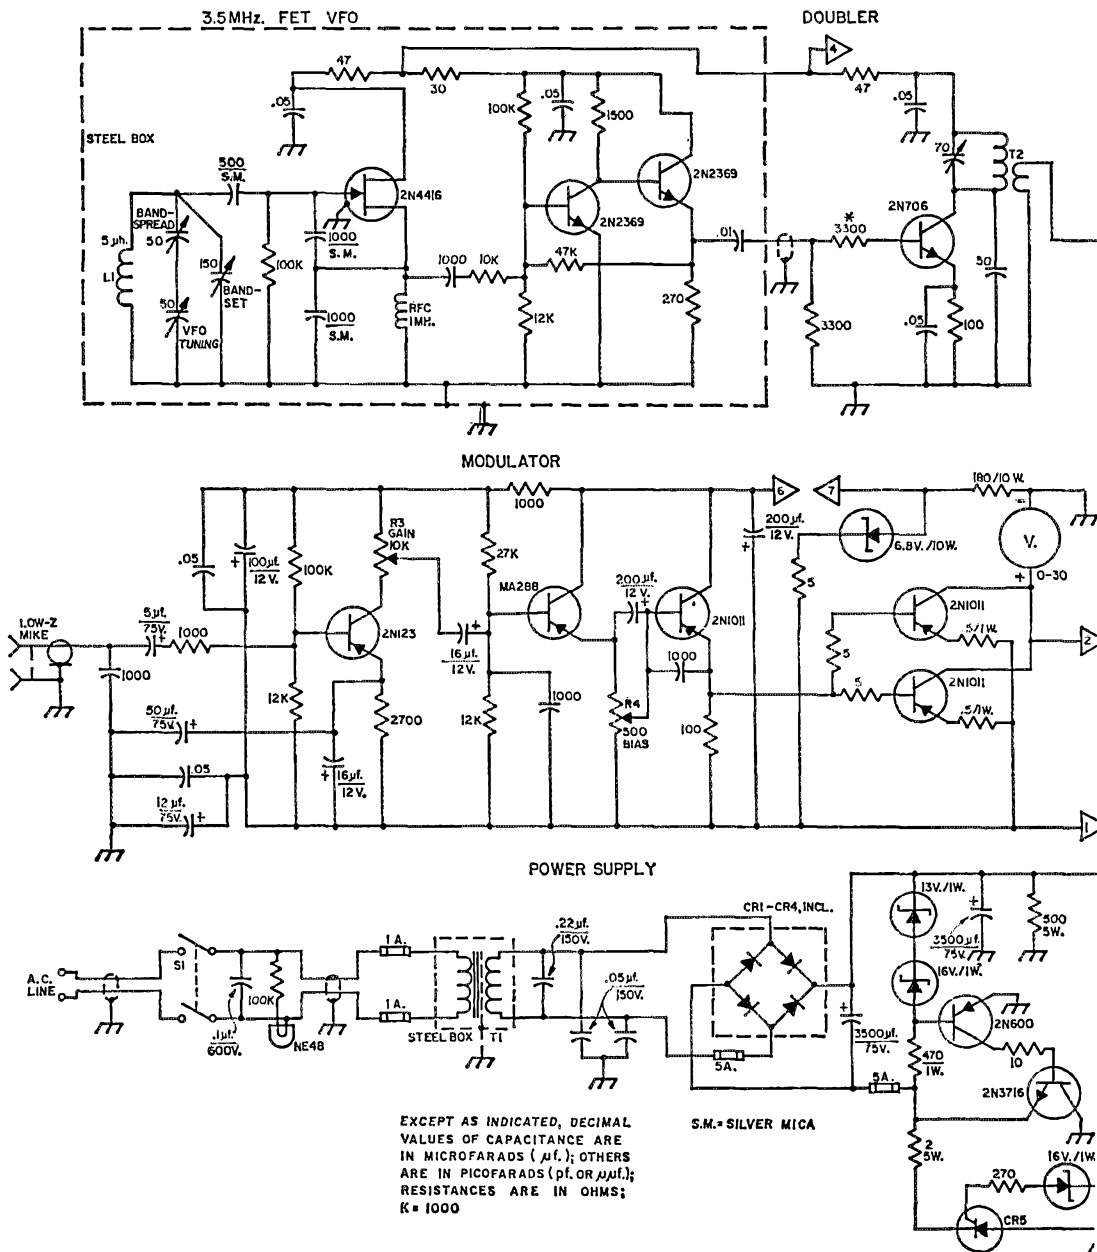 3.5MHz. FET VFO
DOUBLER
4
47
30
.05
100K
.05
1500
47
.05
STEEL BOX
70
T2
500
S.M.
2N4416
2N2369
2N2369
2N706
BAND-
SPREAD
50
5µh.
L1
150
BAND-
SET
100K
1000
S.M.
1000
10K
47K
.01
*
3300
50
VFO
TUNING
1000
S.M.
RFC
1MH.
12K
270
3300
.05
100
50
MODULATOR
6
7
180/10 W.
1000
R3
GAIN
10K
200µf.
12 V.
6.8V./10W.
V.
0-30
.05
100µf.
12 V.
100K
27K
5
MA288
200µf.
12 V.
LOW-Z
MIKE
5µf.
75V.
1000
2N123
16µf.
12V.
2N1011
2N1011
.5/1W.
2
1000
1000
5
5
2N1011
50µf.
75V.
12K
2700
12K
1000
R4
500
BIAS
100
.5/1W.
.05
16µf.
12V.
12µf.
75V.
1
POWER SUPPLY
CR1-CR4, INCL.
13V./1W.
3500µf.
75V.
500
5W.
.22µf.
150V.
1A.
S1
A.C.
LINE
100K
.05µf.
150V.
16V./1W.
2N600
.1µf.
600V.
NE48
1A.
STEEL BOX
T1
5A.
3500µf.
75V.
5A.
470
1W.
10
2N3716
EXCEPT AS INDICATED, DECIMAL
VALUES OF CAPACITANCE ARE
IN MICROFARADS (µf.); OTHERS
ARE IN PICOFARADS (pf. OR µµf.);
RESISTANCES ARE IN OHMS;
K = 1000
S.M.= SILVER MICA
2
5W.
270
16V./1W.
CR5